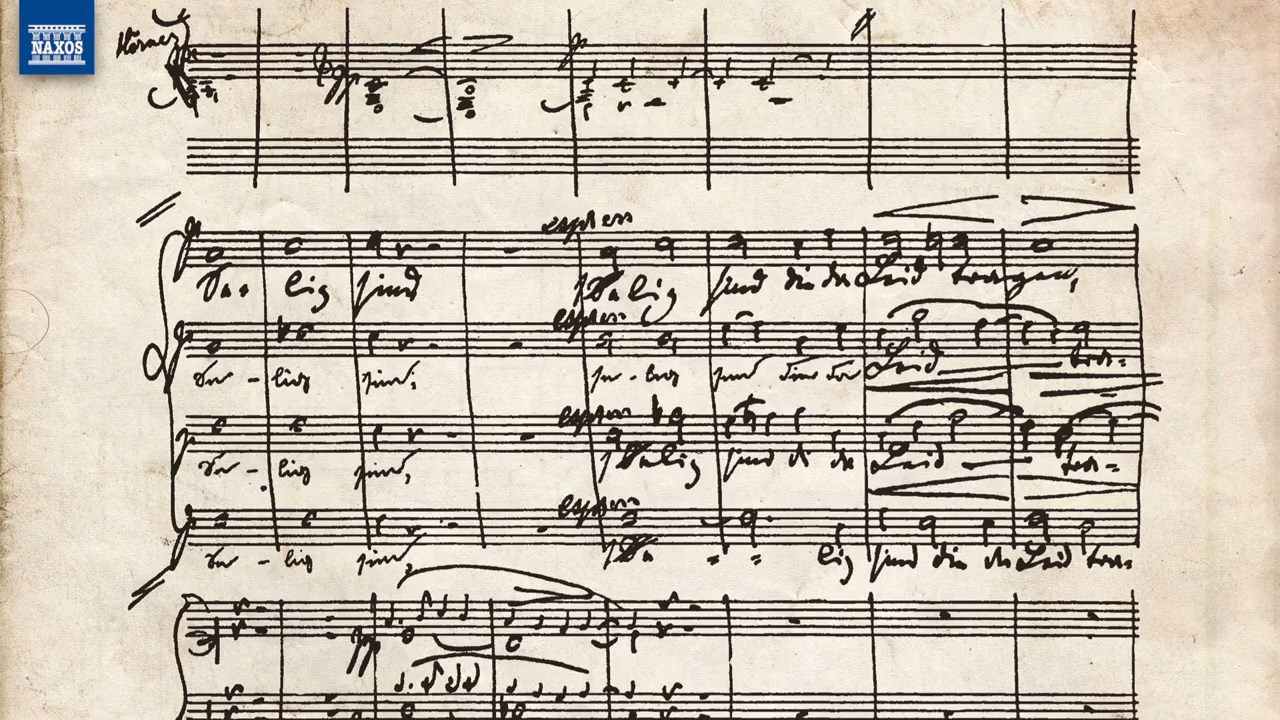 NAXOS
Hörner
espress
Se- lig sind Selig sind die da Leid tragen,
espress
Se - lig sind, se - lig sind die da Leid tra-
espress
Se - lig sind, Selig sind die da Leid tra-
espress
Se - lig sind, Se - - lig sind die da Leid tra-
pp